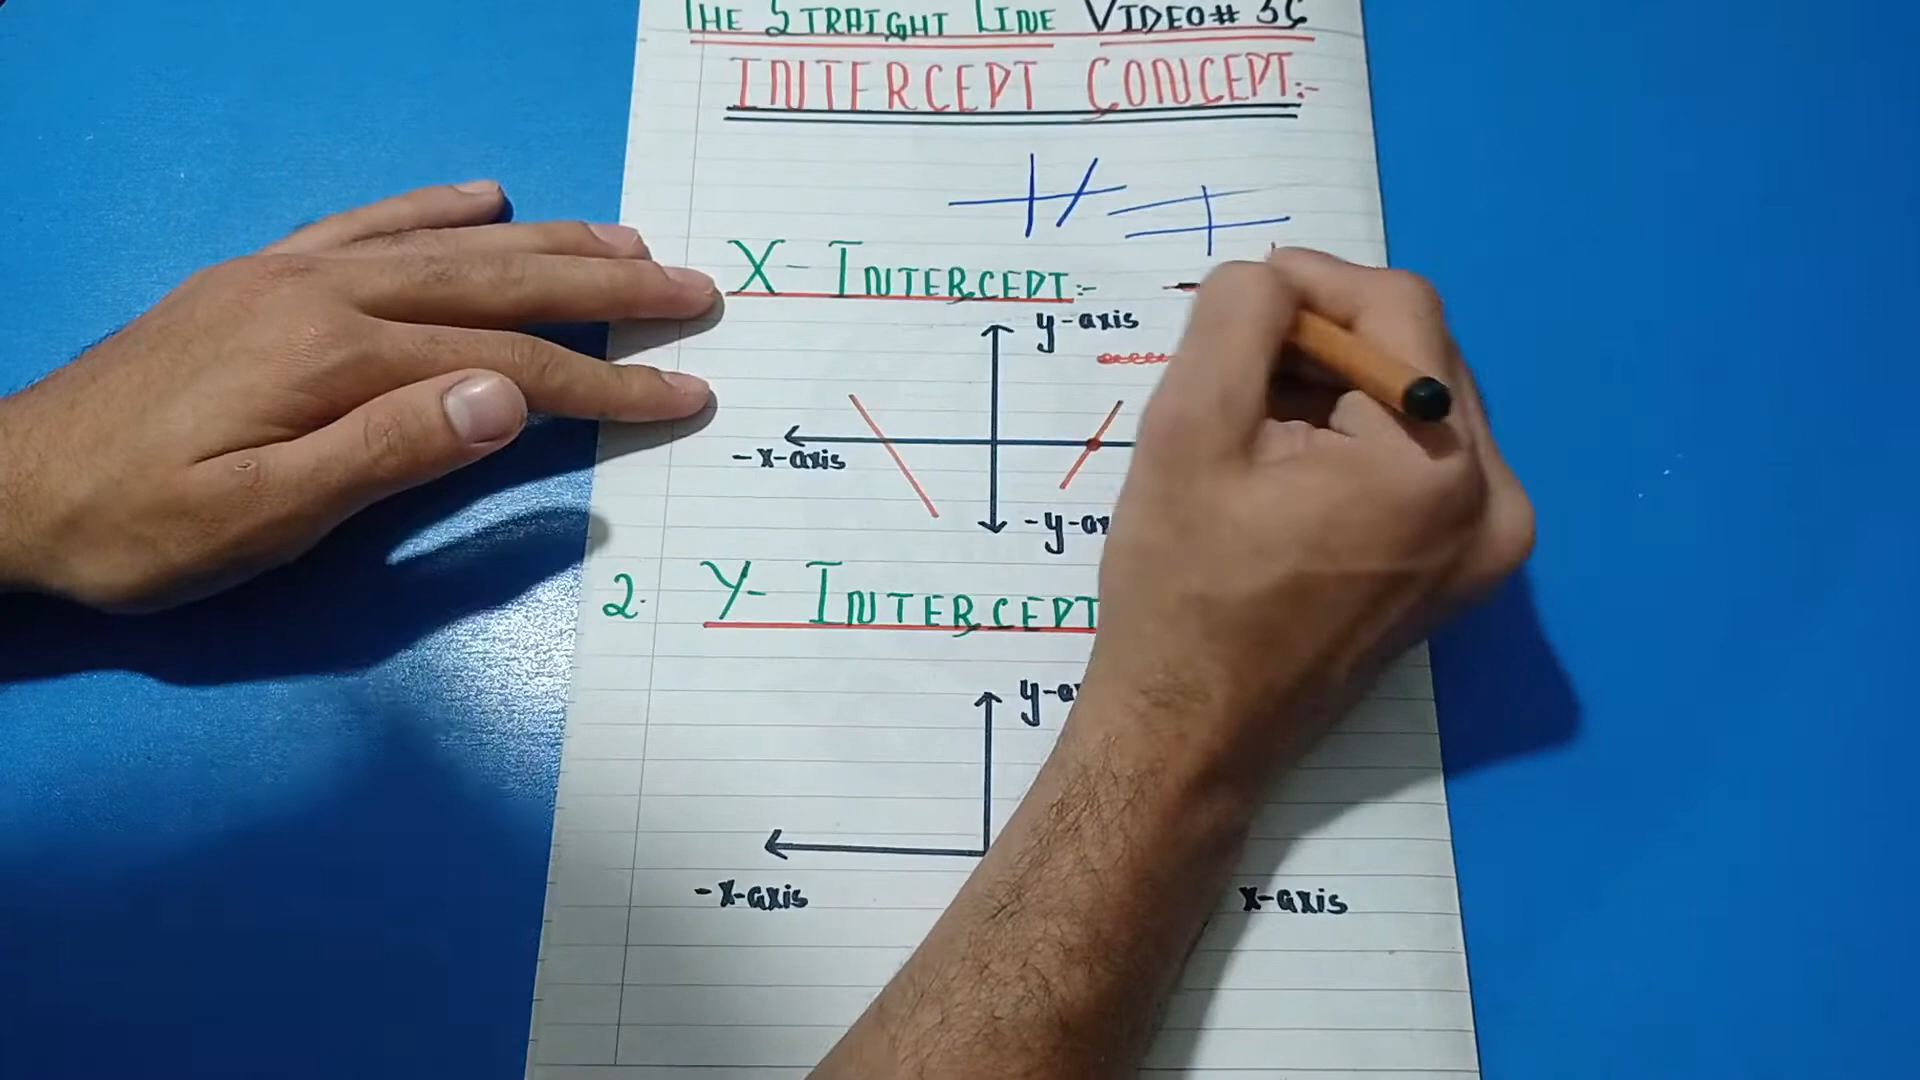 THE STRAIGHT LINE VIDEO# 36
INTERCEPT CONCEPT:-
X- INTERCEPT:-
y-axis
-x-axis
2. Y- INTERCEPT
-x-axis
x-axis